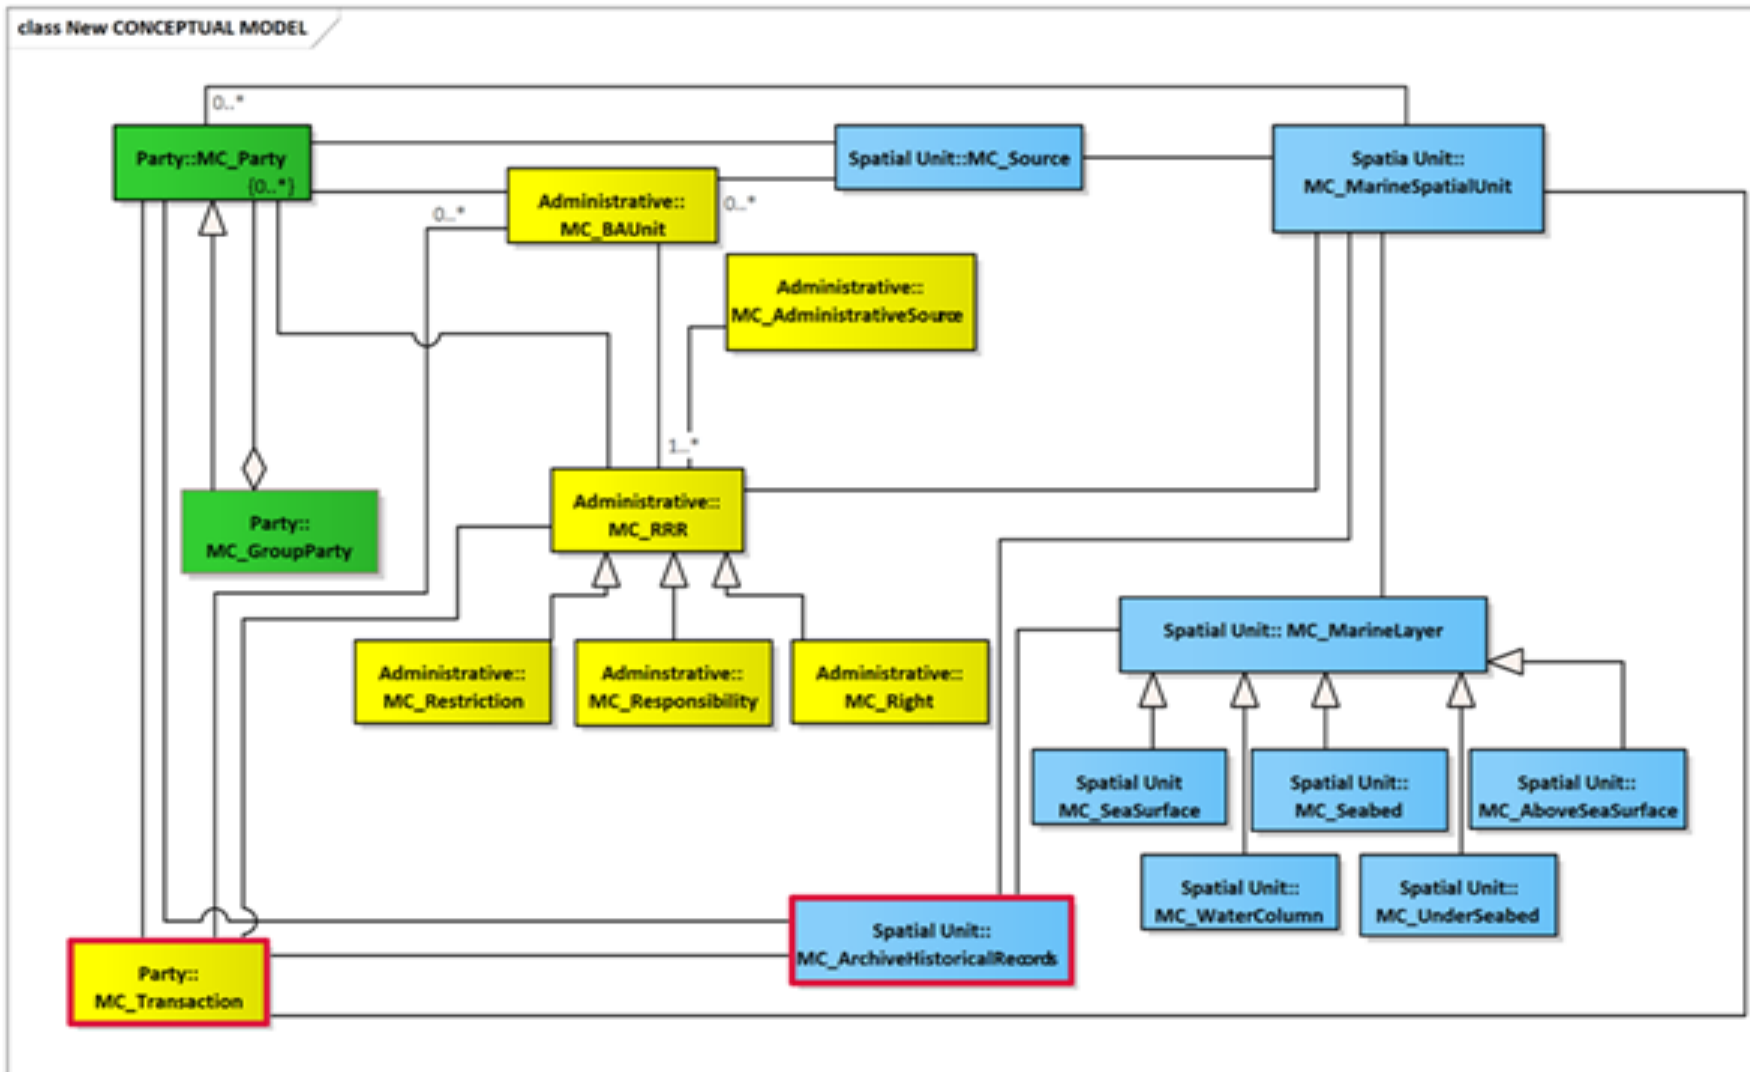 class New CONCEPTUAL MODEL
0..*
Party::MC_Party
{0..*}
Spatial Unit::MC_Source
Spatia Unit::
MC_MarineSpatialUnit
Administrative::
MC_BAUnit
0..*
0..*
Administrative::
MC_AdministrativeSource
1..*
Administrative::
MC_RRR
Party::
MC_GroupParty
Administrative::
MC_Restriction
Adminstrative::
MC_Responsibility
Administrative::
MC_Right
Spatial Unit:: MC_MarineLayer
Spatial Unit
MC_SeaSurface
Spatial Unit::
MC_Seabed
Spatial Unit::
MC_AboveSeaSurface
Spatial Unit::
MC_WaterColumn
Spatial Unit::
MC_UnderSeabed
Spatial Unit::
MC_ArchiveHistoricalRecords
Party::
MC_Transaction